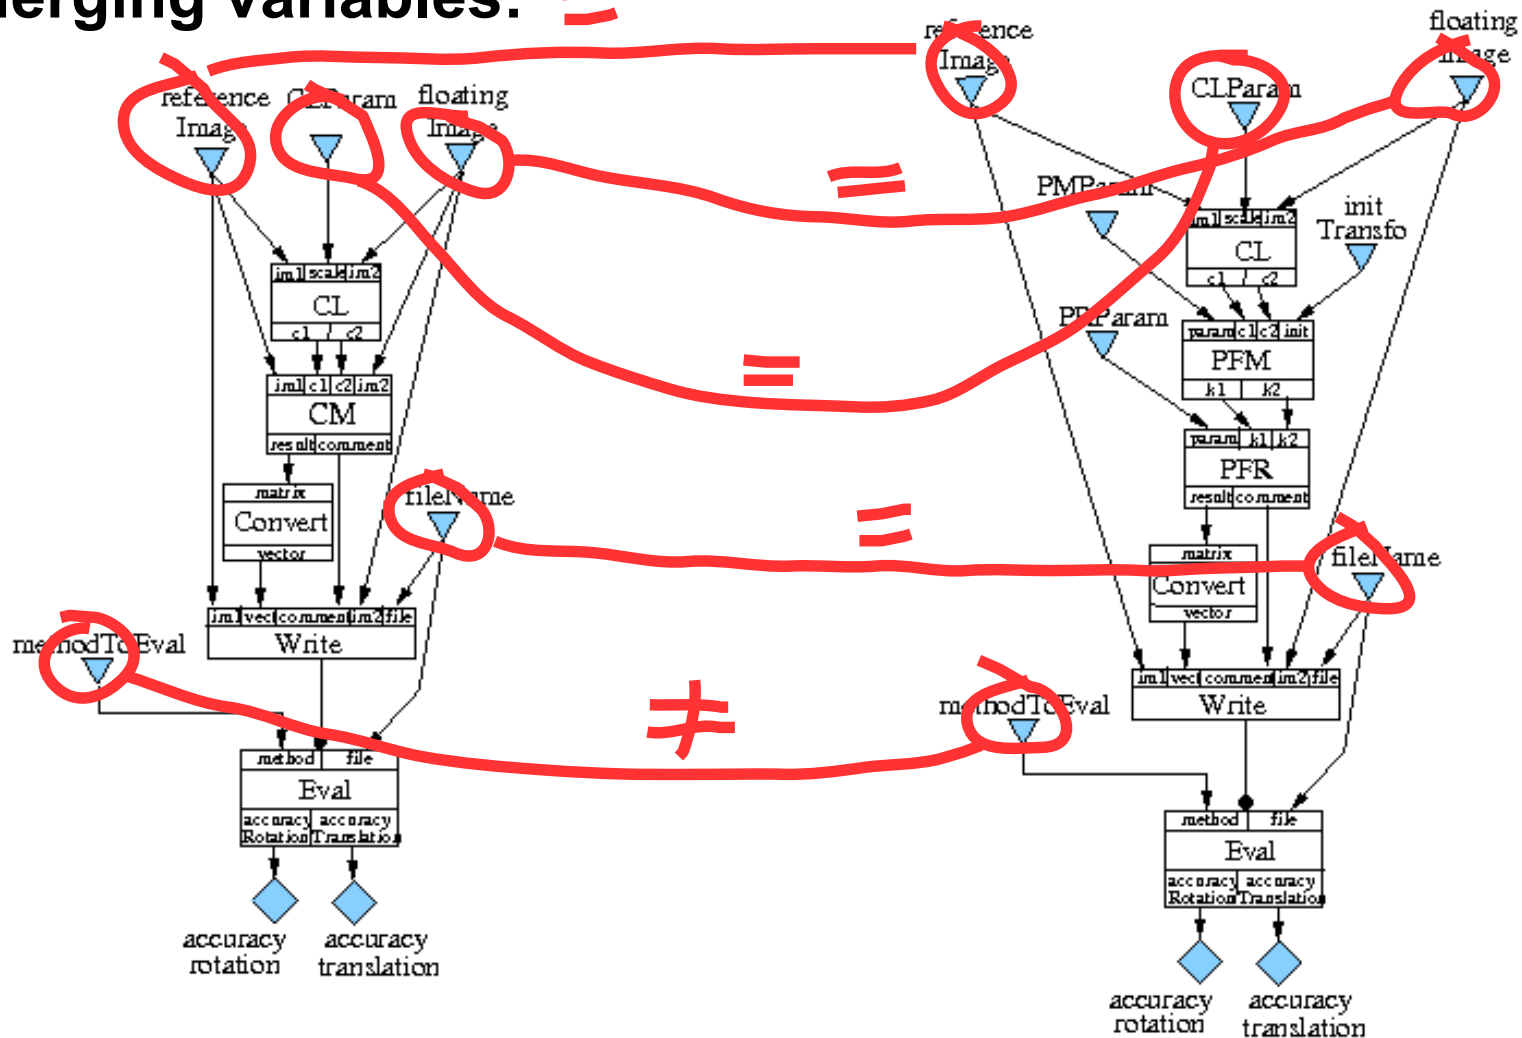 erging variables:
=
reference
Image
CLParam
floating
Image
im1 scale im2
CL
c1 / c2
im1 c1 c2 im2
CM
result comment
matrix
Convert
vector
fileName
im1 vect comment im2 file
Write
methodToEval
method file
Eval
accuracy accuracy
Rotation Translation
accuracy
rotation
accuracy
translation
=
=
=
≠
reference
Image
CLParam
floating
Image
PMParam
im1 scale im2
CL
c1 / c2
init
Transfo
PRParam
param c1 c2 init
PFM
k1 k2
param k1 k2
PFR
result comment
matrix
Convert
vector
fileName
im1 vect comment im2 file
Write
methodToEval
method file
Eval
accuracy accuracy
Rotation Translation
accuracy
rotation
accuracy
translation